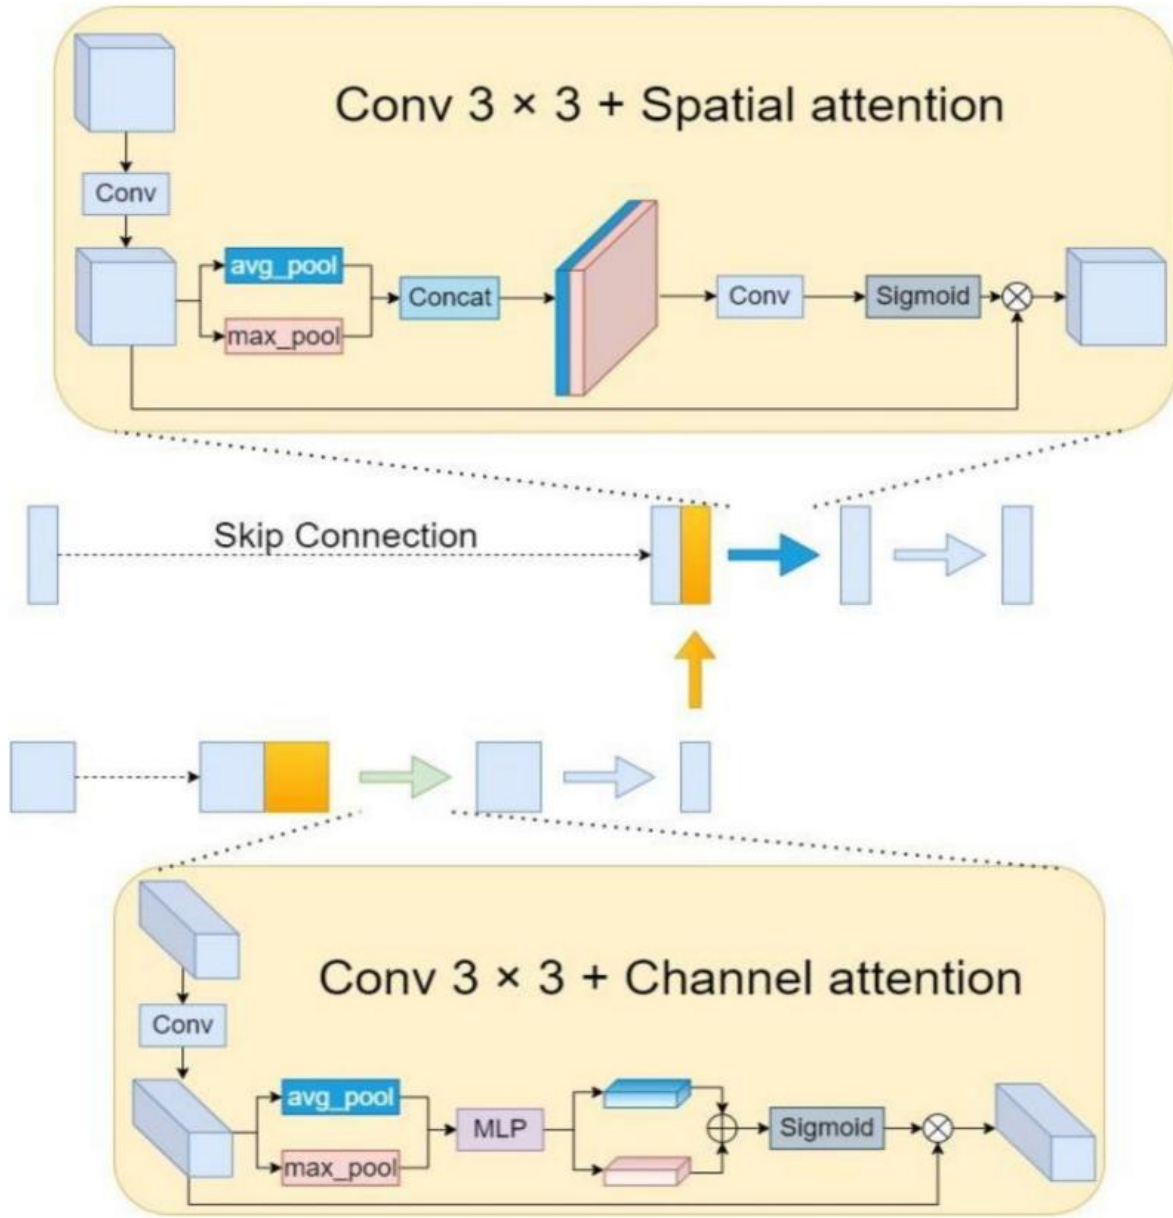 Conv 3 × 3 + Spatial attention
Conv
avg_pool
max_pool
Concat
Conv
Sigmoid
Skip Connection
Conv 3 × 3 + Channel attention
Conv
avg_pool
max_pool
MLP
Sigmoid